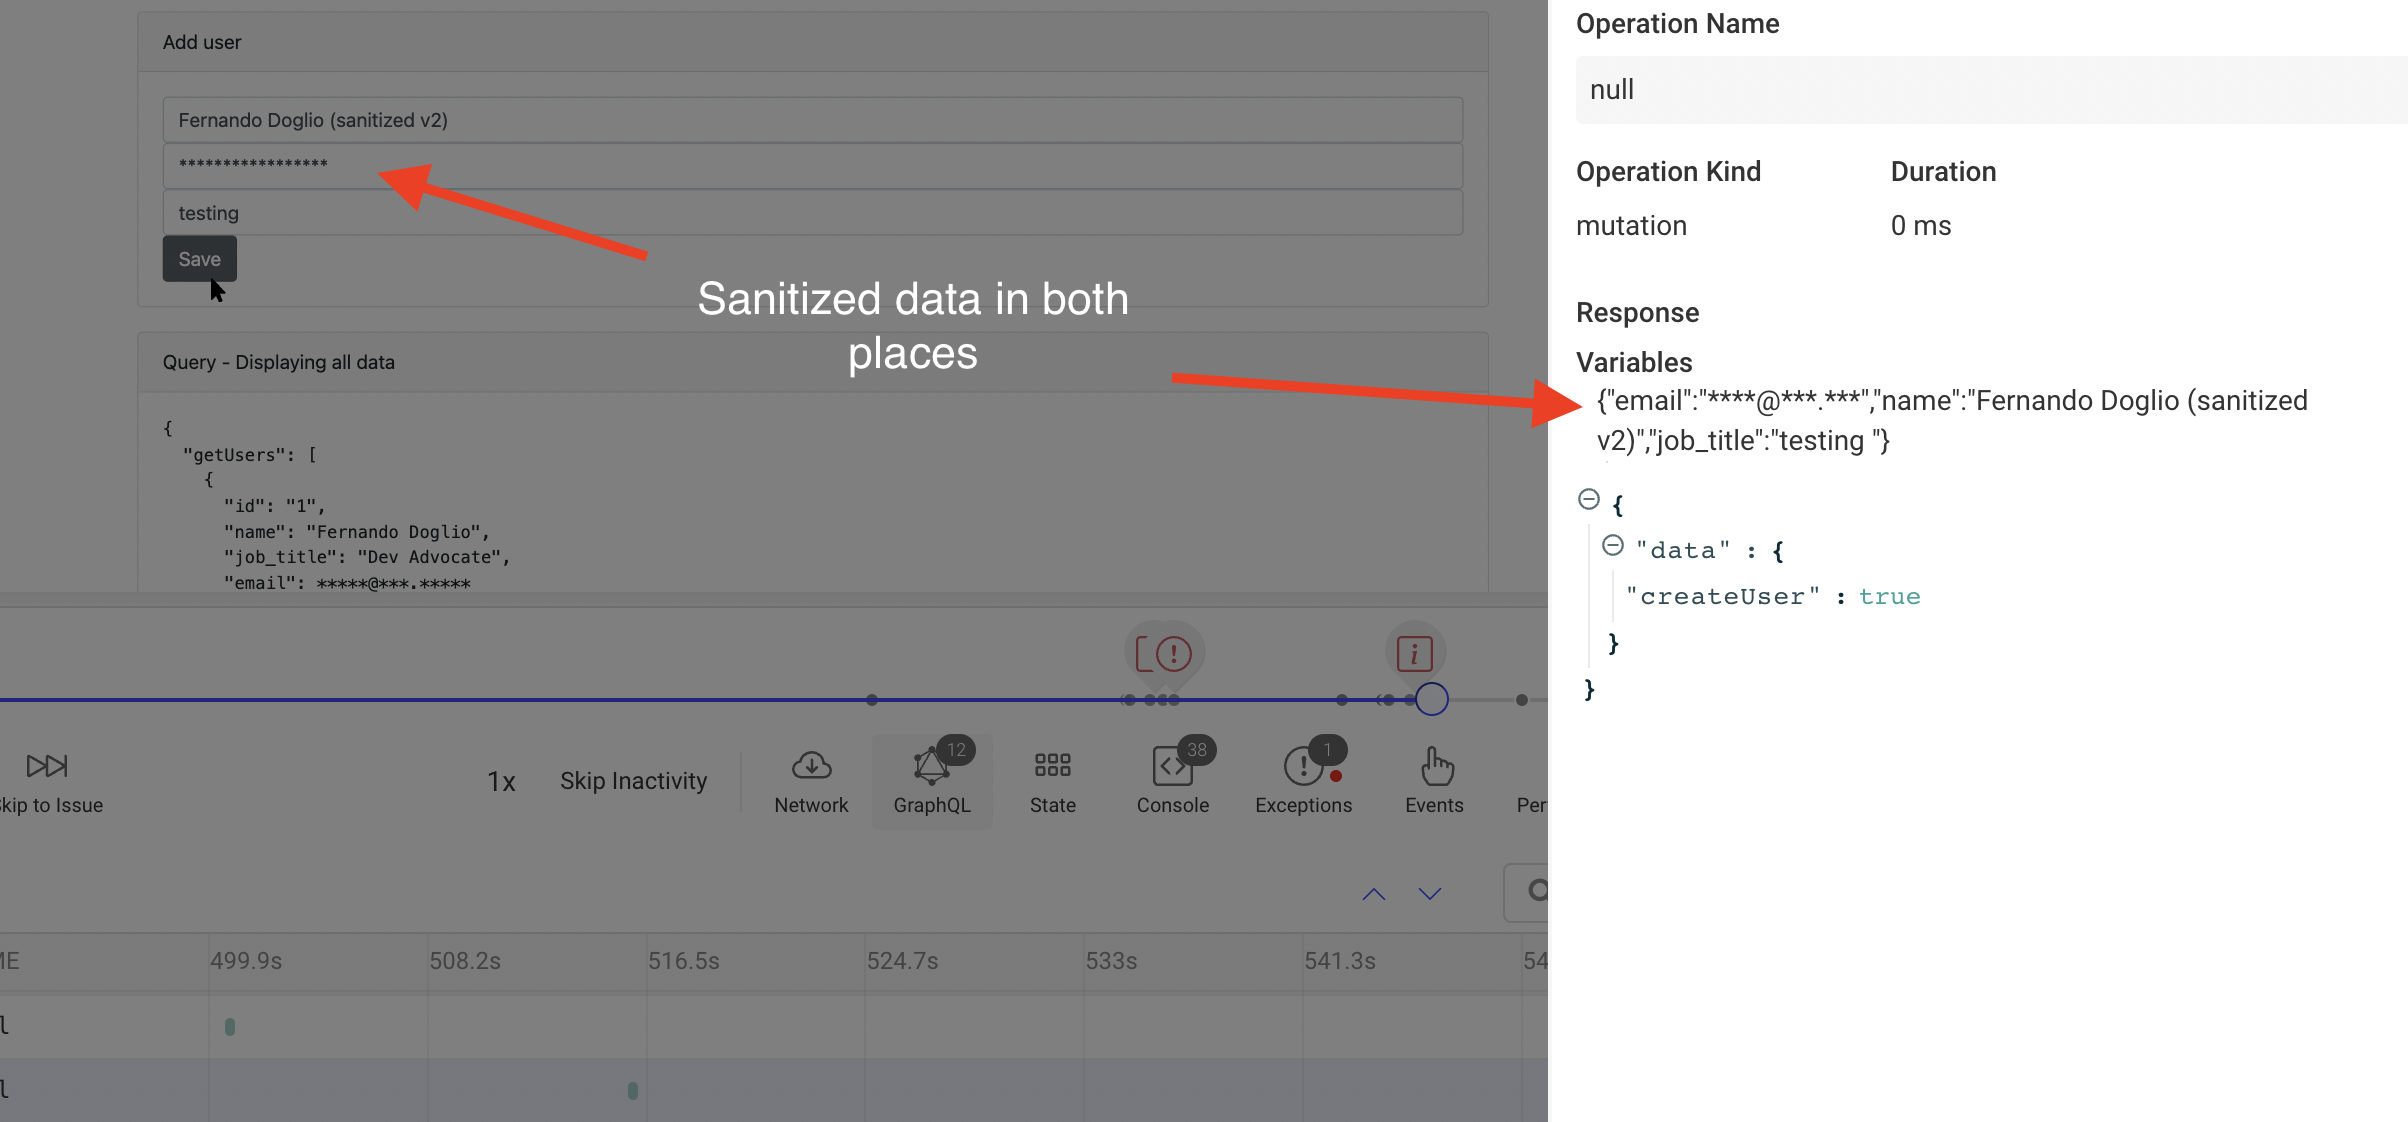 Add user
Fernando Doglio (sanitized v2)
*****************
testing
Save
Sanitized data in both
places
Query - Displaying all data
{
"getUsers": [
{
"id": "1",
"name": "Fernando Doglio",
"job_title": "Dev Advocate",
"email": *****@***.*****
kip to Issue
1x
Skip Inactivity
Network
12
GraphQL
State
38
Console
1
Exceptions
Events
Per
ME
499.9s
508.2s
516.5s
524.7s
533s
541.3s
54
l
l
Operation Name
null
Operation Kind
Duration
mutation
0 ms
Response
Variables
{"email":"****@***.***","name":"Fernando Doglio (sanitized
v2)","job_title":"testing "}
{
"data" : {
"createUser" : true
}
}